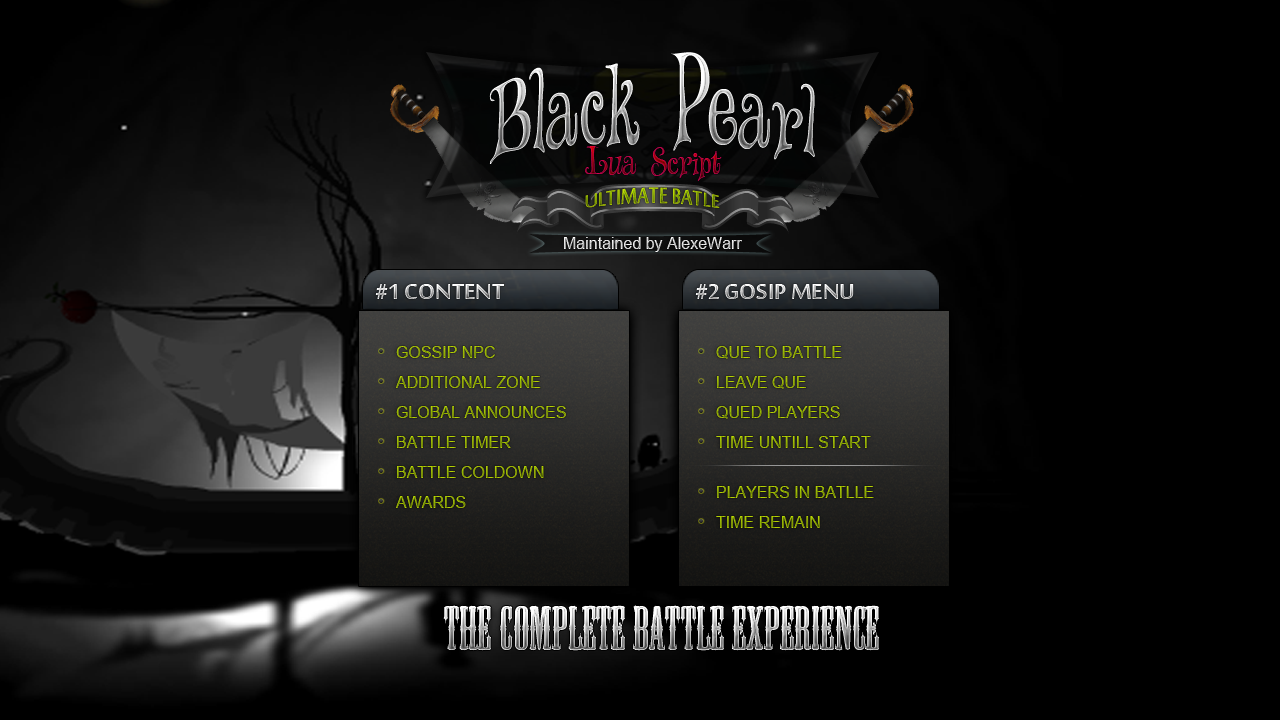 Black Pearl
Lua Script
ULTIMATE BATLE
Maintained by AlexeWarr
#1 CONTENT
GOSSIP NPC
ADDITIONAL ZONE
GLOBAL ANNOUNCES
BATTLE TIMER
BATTLE COLDOWN
AWARDS
#2 GOSIP MENU
QUE TO BATTLE
LEAVE QUE
QUED PLAYERS
TIME UNTILL START
PLAYERS IN BATLLE
TIME REMAIN
THE COMPLETE BATTLE EXPERIENCE